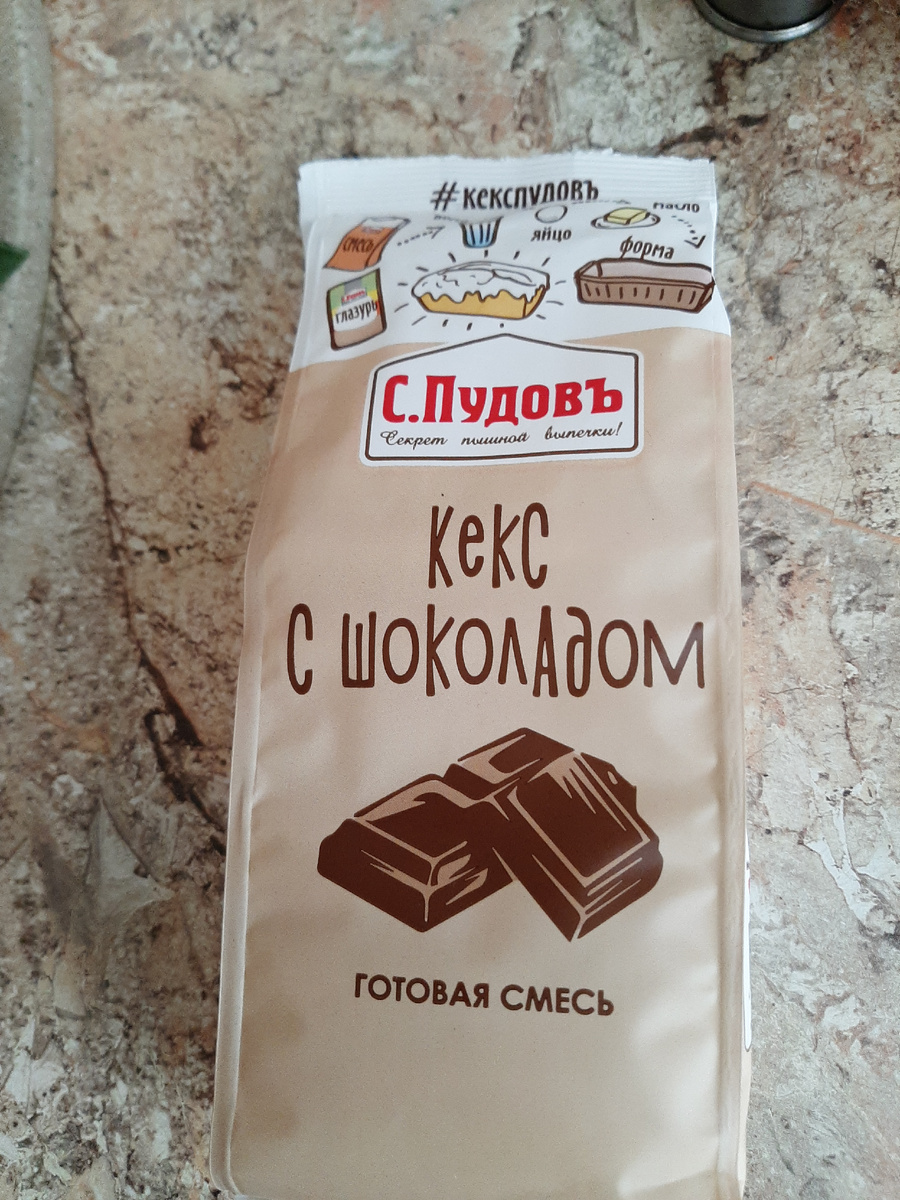 #кекспудовъ
масло
смесь
яйцо
форма
глазурь
С.Пудовъ
Секрет пышной выпечки!
кекс
с шоколадом
ГОТОВАЯ СМЕСЬ